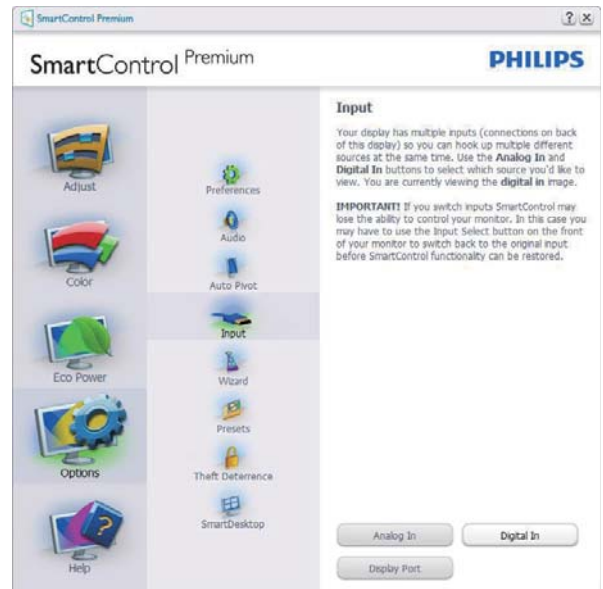 SmartControl Premium
SmartControl Premium
PHILIPS
Adjust
Color
Eco Power
Options
Help
Preferences
Audio
Auto Pivot
Input
Wizard
Presets
Theft Deterrence
SmartDesktop
Input
Your display has multiple inputs (connections on back
of this display) so you can hook up multiple different
sources at the same time. Use the Analog In and
Digital In buttons to select which source you'd like to
view. You are currently viewing the digital in image.
IMPORTANT! If you switch inputs SmartControl may
lose the ability to control your monitor. In this case you
may have to use the Input Select button on the front
of your monitor to switch back to the original input
before SmartControl functionality can be restored.
Analog In
Digital In
Display Port